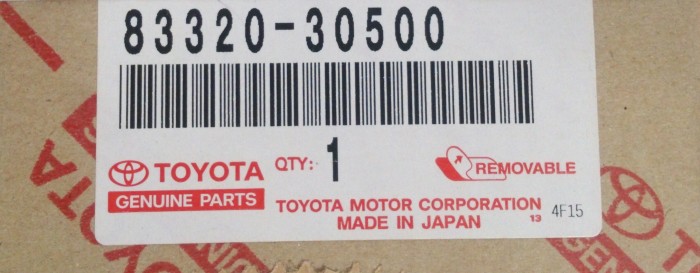 83320-30500
TOYOTA QTY: 1 REMOVABLE
GENUINE PARTS
TOYOTA MOTOR CORPORATION
MADE IN JAPAN 13 4F15